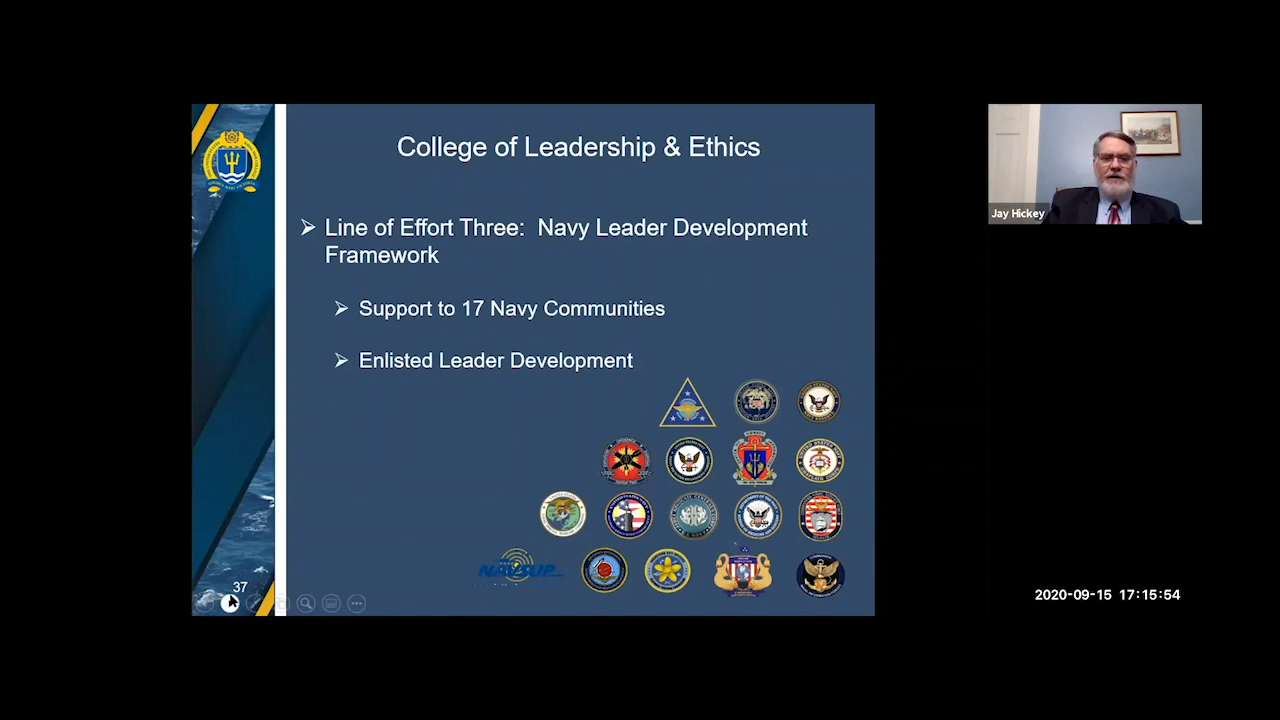 College of Leadership & Ethics
Line of Effort Three: Navy Leader Development
Framework
Support to 17 Navy Communities
Enlisted Leader Development
NAVSUP
37
Jay Hickey
2020-09-15 17:15:54